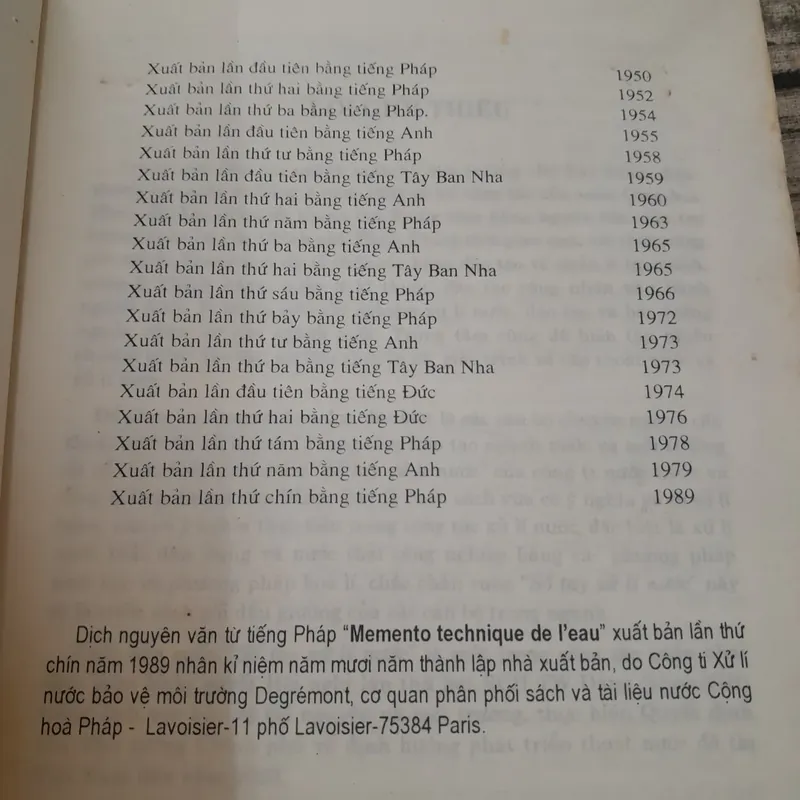 Xuất bản lần đầu tiên bằng tiếng Pháp 1950
Xuất bản lần thứ hai bằng tiếng Pháp 1952
Xuất bản lần thứ ba bằng tiếng Pháp. 1954
Xuất bản lần đầu tiên bằng tiếng Anh 1955
Xuất bản lần thứ tư bằng tiếng Pháp 1958
Xuất bản lần đầu tiên bằng tiếng Tây Ban Nha 1959
Xuất bản lần thứ hai bằng tiếng Anh 1960
Xuất bản lần thứ năm bằng tiếng Pháp 1963
Xuất bản lần thứ ba bằng tiếng Anh 1965
Xuất bản lần thứ hai bằng tiếng Tây Ban Nha 1965
Xuất bản lần thứ sáu bằng tiếng Pháp 1966
Xuất bản lần thứ bảy bằng tiếng Pháp 1972
Xuất bản lần thứ tư bằng tiếng Anh 1973
Xuất bản lần thứ ba bằng tiếng Tây Ban Nha 1973
Xuất bản lần đầu tiên bằng tiếng Đức 1974
Xuất bản lần thứ hai bằng tiếng Đức 1976
Xuất bản lần thứ tám bằng tiếng Pháp 1978
Xuất bản lần thứ năm bằng tiếng Anh 1979
Xuất bản lần thứ chín bằng tiếng Pháp 1989
Dịch nguyên văn từ tiếng Pháp “Memento technique de l’eau” xuất bản lần thứ
chín năm 1989 nhân kỉ niệm năm mươi năm thành lập nhà xuất bản, do Công ti Xử lí
nước bảo vệ môi trường Degrémont, cơ quan phân phối sách và tài liệu nước Cộng
hoà Pháp - Lavoisier-11 phố Lavoisier-75384 Paris.